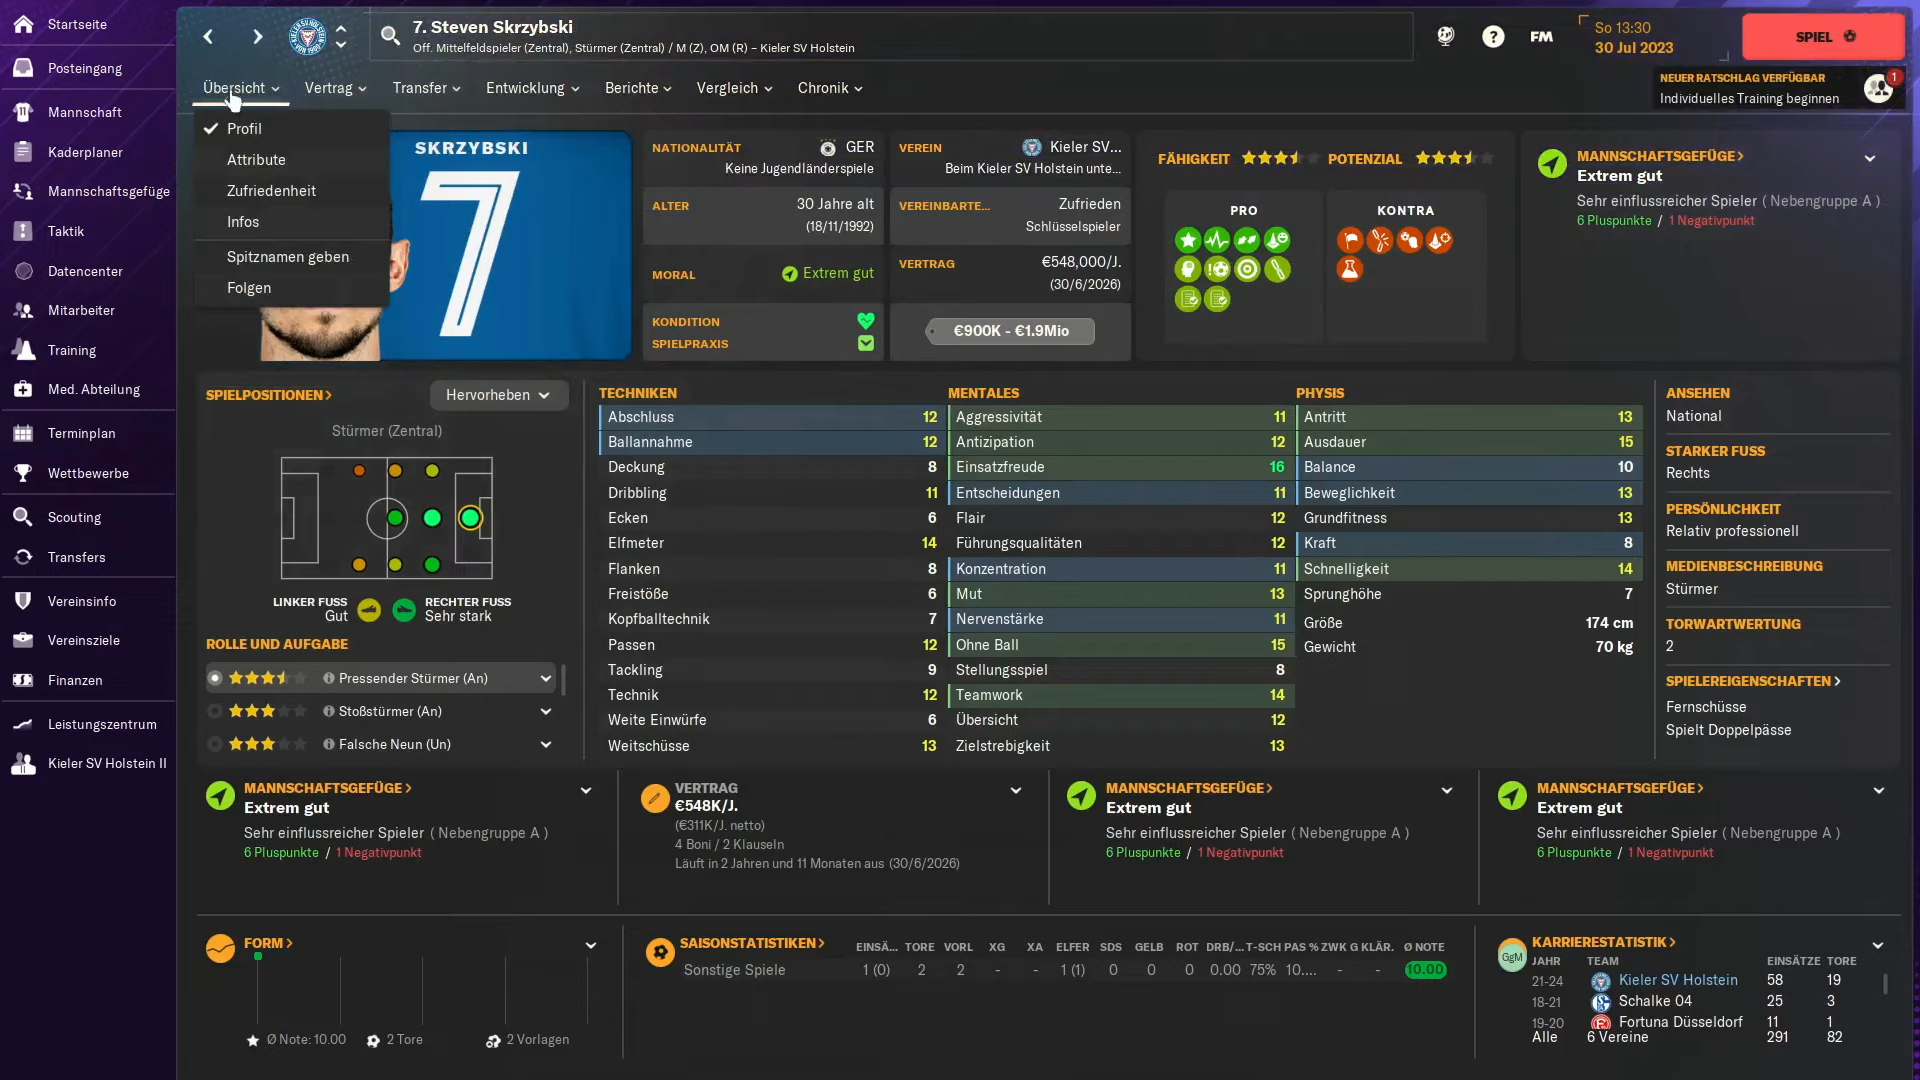 Startseite
Posteingang
Mannschaft
Kaderplaner
Mannschaftsgefüge
Taktik
Datencenter
Mitarbeiter
Training
Med. Abteilung
Terminplan
Wettbewerbe
Scouting
Transfers
Vereinsinfo
Vereinsziele
Finanzen
Leistungszentrum
Kieler SV Holstein II
7. Steven Skrzybski
Off. Mittelfeldspieler (Zentral), Stürmer (Zentral) / M (Z), OM (R) – Kieler SV Holstein
FM
So 13:30
30 Jul 2023
SPIEL
NEUER RATSCHLAG VERFÜGBAR
Individuelles Training beginnen
1
Übersicht Vertrag Transfer Entwicklung Berichte Vergleich Chronik
Profil
Attribute
Zufriedenheit
Infos
Spitznamen geben
Folgen
SKRZYBSKI
7
NATIONALITÄT GER
Keine Jugendländerspiele
ALTER 30 Jahre alt
(18/11/1992)
MORAL Extrem gut
KONDITION
SPIELPRAXIS
VEREIN Kieler SV...
Beim Kieler SV Holstein unte...
VEREINBARTE... Zufrieden
Schlüsselspieler
VERTRAG €548,000/J.
(30/6/2026)
€900K - €1.9Mio
FÄHIGKEIT POTENZIAL
PRO KONTRA
MANNSCHAFTSGEFÜGE
Extrem gut
Sehr einflussreicher Spieler ( Nebengruppe A )
6 Pluspunkte / 1 Negativpunkt
SPIELPOSITIONEN Hervorheben
Stürmer (Zentral)
LINKER FUSS RECHTER FUSS
Gut Sehr stark
ROLLE UND AUFGABE
Pressender Stürmer (An)
Stoßstürmer (An)
Falsche Neun (Un)
TECHNIKEN
Abschluss 12
Ballannahme 12
Deckung 8
Dribbling 11
Ecken 6
Elfmeter 14
Flanken 8
Freistöße 6
Kopfballtechnik 7
Passen 12
Tackling 9
Technik 12
Weite Einwürfe 6
Weitschüsse 13
MENTALES
Aggressivität 11
Antizipation 12
Einsatzfreude 16
Entscheidungen 11
Flair 12
Führungsqualitäten 12
Konzentration 11
Mut 13
Nervenstärke 11
Ohne Ball 15
Stellungsspiel 8
Teamwork 14
Übersicht 12
Zielstrebigkeit 13
PHYSIS
Antritt 13
Ausdauer 15
Balance 10
Beweglichkeit 13
Grundfitness 13
Kraft 8
Schnelligkeit 14
Sprunghöhe 7
Größe 174 cm
Gewicht 70 kg
ANSEHEN
National
STARKER FUSS
Rechts
PERSÖNLICHKEIT
Relativ professionell
MEDIENBESCHREIBUNG
Stürmer
TORWARTWERTUNG
2
SPIELEREIGENSCHAFTEN
Fernschüsse
Spielt Doppelpässe
MANNSCHAFTSGEFÜGE
Extrem gut
Sehr einflussreicher Spieler ( Nebengruppe A )
6 Pluspunkte / 1 Negativpunkt
VERTRAG
€548K/J.
(€311K/J. netto)
4 Boni / 2 Klauseln
Läuft in 2 Jahren und 11 Monaten aus (30/6/2026)
MANNSCHAFTSGEFÜGE
Extrem gut
Sehr einflussreicher Spieler ( Nebengruppe A )
6 Pluspunkte / 1 Negativpunkt
MANNSCHAFTSGEFÜGE
Extrem gut
Sehr einflussreicher Spieler ( Nebengruppe A )
6 Pluspunkte / 1 Negativpunkt
FORM
Ø Note: 10.00 2 Tore 2 Vorlagen
SAISONSTATISTIKEN EINSÄ... TORE VORL XG XA ELFER SDS GELB ROT DRB/... T-SCH PAS % ZWK G KLÄR. Ø NOTE
Sonstige Spiele 1 (0) 2 2 - - 1 (1) 0 0 0 0.00 75% 10.... - - 10.00
GgM
KARRIERESTATISTIK
JAHR TEAM EINSÄTZE TORE
21-24 Kieler SV Holstein 58 19
18-21 Schalke 04 25 3
19-20 Fortuna Düsseldorf 11 1
Alle 6 Vereine 291 82